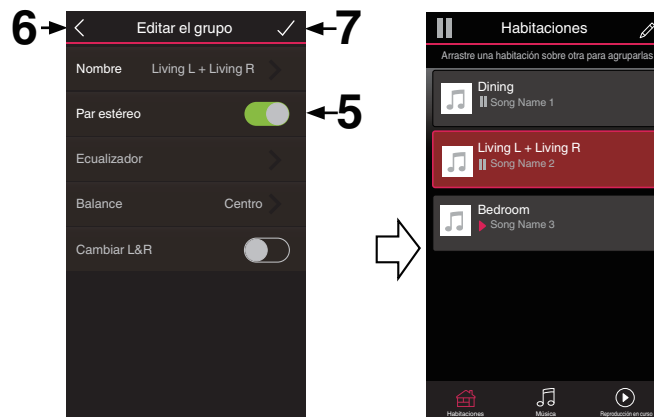 6
Editar el grupo
7
Nombre Living L + Living R
Par estéreo
5
Ecualizador
Balance Centro
Cambiar L&R
Habitaciones
Arrastre una habitación sobre otra para agruparlas
Dining
Song Name 1
Living L + Living R
Song Name 2
Bedroom
Song Name 3
Habitaciones Música Reproducción en curso